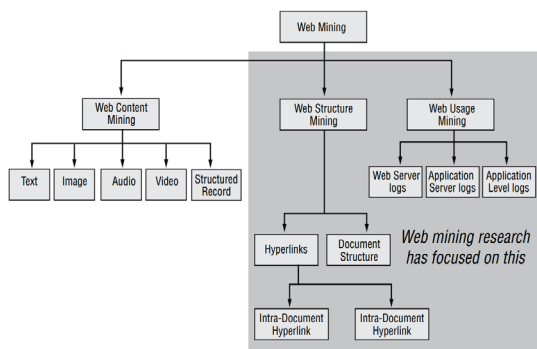 Web Mining
Web Content
Mining
Web Structure
Mining
Web Usage
Mining
Text
Image
Audio
Video
Structured
Record
Web Server
logs
Application
Server logs
Application
Level logs
Hyperlinks
Document
Structure
Web mining research
has focused on this
Intra-Document
Hyperlink
Intra-Document
Hyperlink